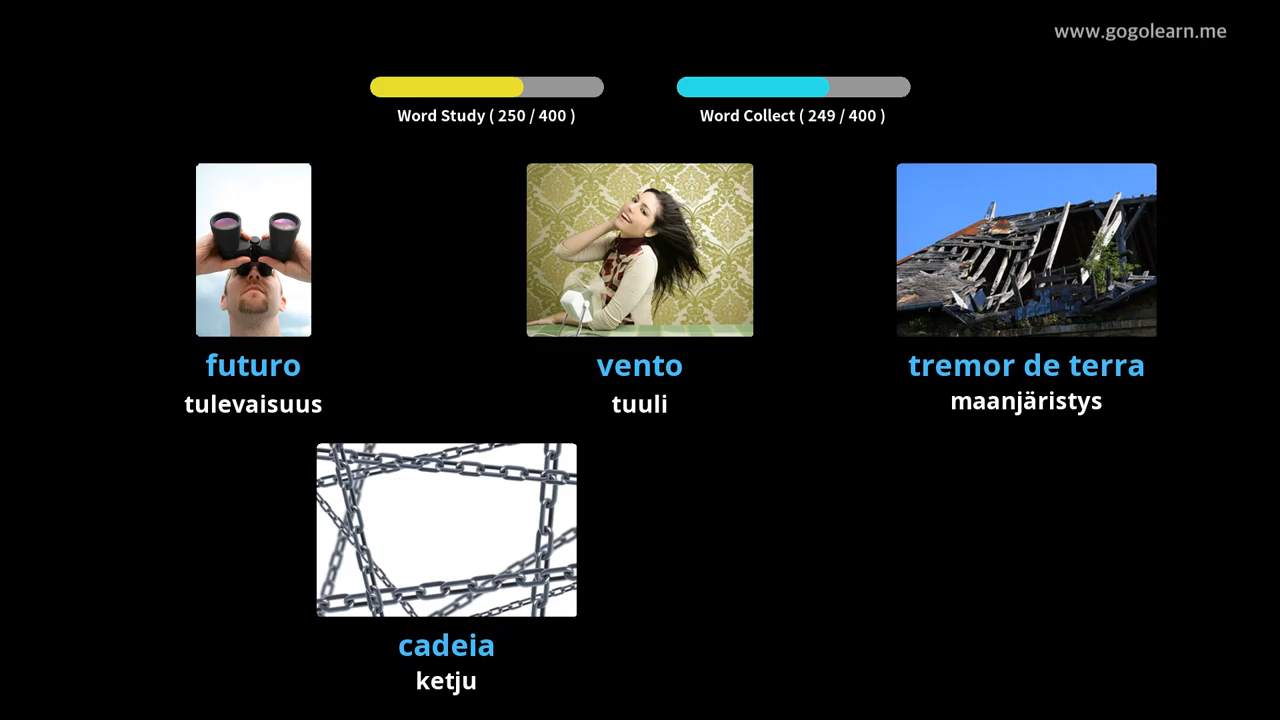 www.gogolearn.me
Word Study ( 250 / 400 )
Word Collect ( 249 / 400 )
futuro
tulevaisuus
vento
tuuli
tremor de terra
maanjäristys
cadeia
ketju